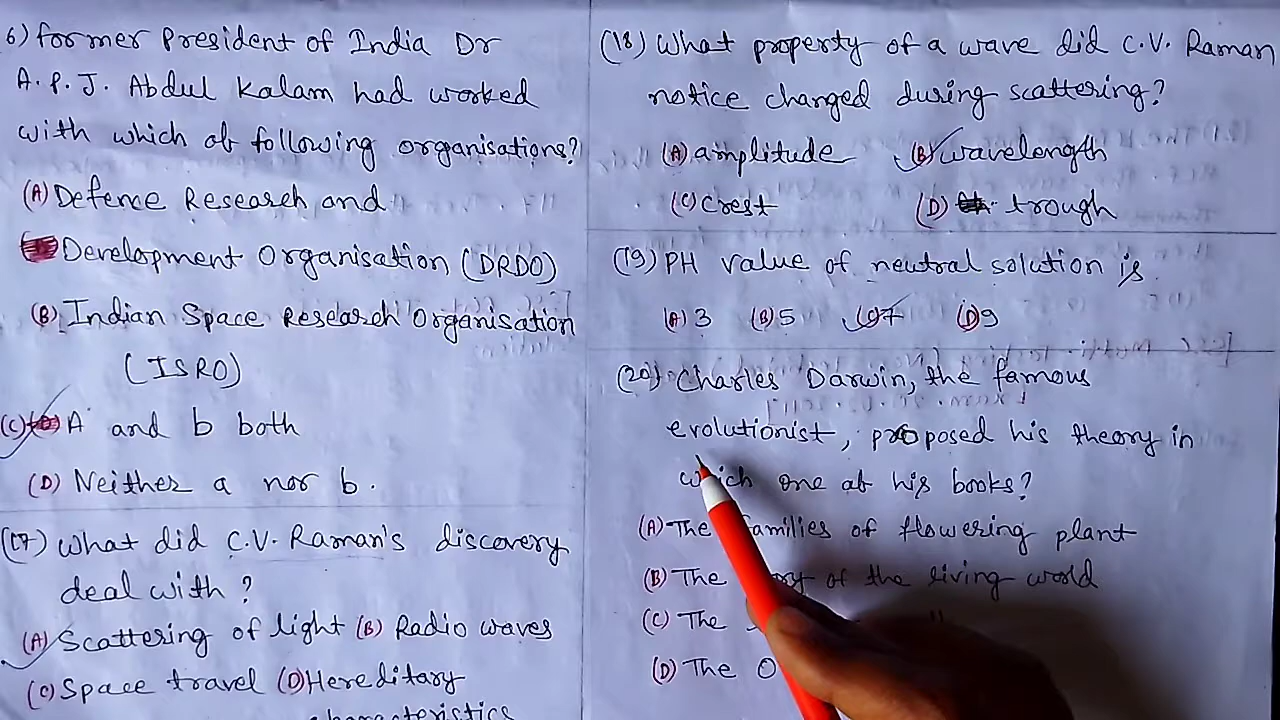 6) former President of India Dr
A.P.J. Abdul Kalam had worked
with which of following organisations?
(A) Defence Research and
Development Organisation (DRDO)
(B) Indian Space Research Organisation
(ISRO)
(C) A and b both
(D) Neither a nor b.
(17) What did C.V. Raman's discovery
deal with?
(A) Scattering of light (B) Radio waves
(C) Space travel (D) Hereditary
characteristics
(18) What property of a wave did C.V. Raman
notice changed during scattering?
(A) amplitude (B) wavelength
(C) Crest (D) trough
(19) PH value of neutral solution is
(A) 3 (B) 5 (C) 7 (D) 9
(20) Charles Darwin, the famous
evolutionist, proposed his theory in
which one of his books?
(A) The families of flowering plant
(B) The of the living world
(C) The
(D) The O